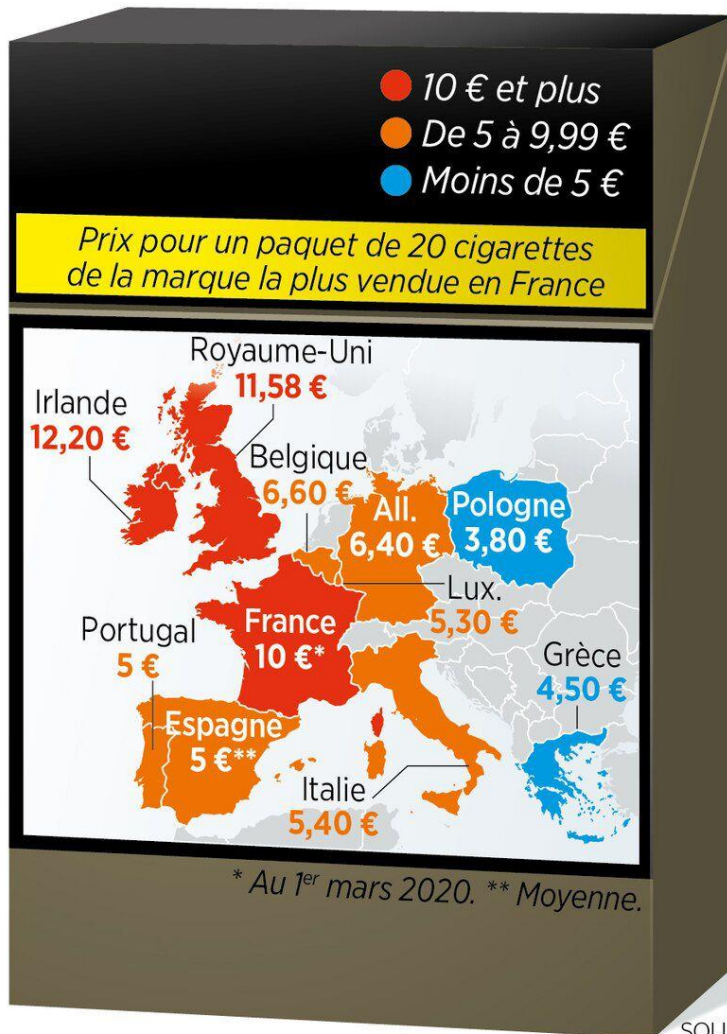 10 € et plus
De 5 à 9,99 €
Moins de 5 €
Prix pour un paquet de 20 cigarettes
de la marque la plus vendue en France
Royaume-Uni
11,58 €
Irlande
12,20 €
Belgique
6,60 €
All.
6,40 €
Pologne
3,80 €
Lux.
5,30 €
France
10 €*
Portugal
5 €
Espagne
5 €**
Grèce
4,50 €
Italie
5,40 €
* Au 1er mars 2020. ** Moyenne.